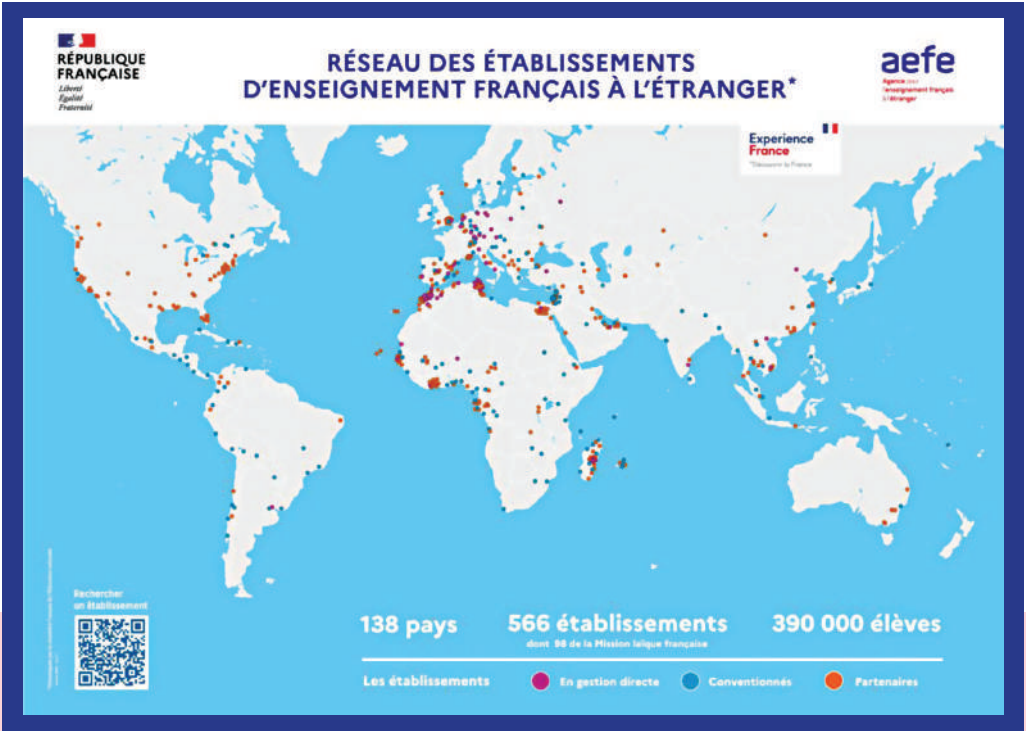 RÉPUBLIQUE
FRANÇAISE
Liberté
Égalité
Fraternité
RÉSEAU DES ÉTABLISSEMENTS
D'ENSEIGNEMENT FRANÇAIS À L'ÉTRANGER*
aefe
Agence pour
l'enseignement français
à l'étranger
Experience
France
"Découvrir la France
Rechercher
un établissement
138 pays
566 établissements
390 000 élèves
dont 98 de la Mission laïque française
Les établissements
En gestion directe
Conventionnés
Partenaires